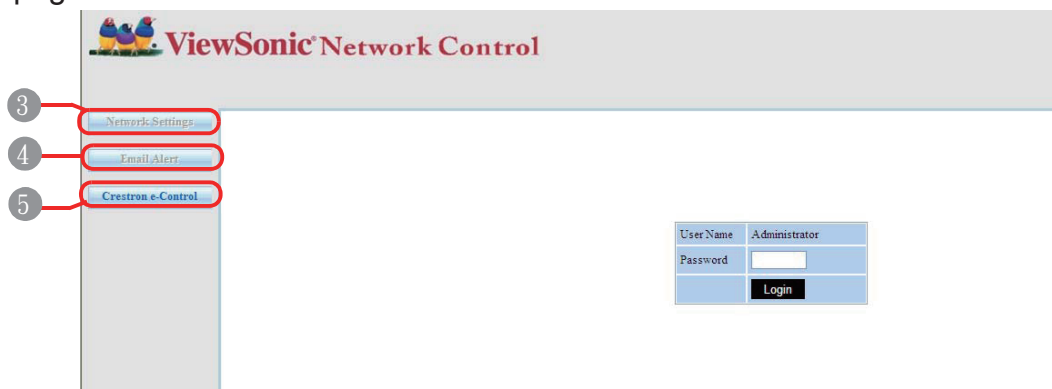 ViewSonic® Network Control
3
Network Settings
4
Email Alert
5
Crestron e-Control
User Name Administrator
Password
Login